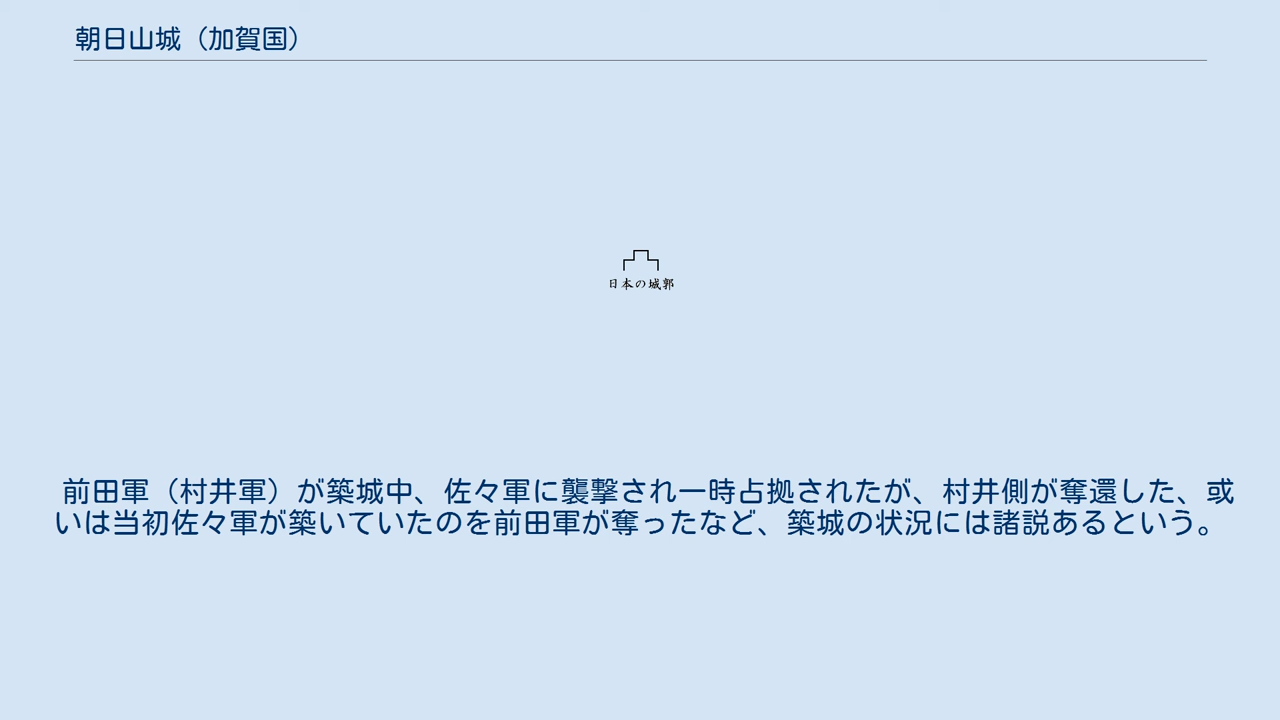 朝日山城（加賀国）
日本の城郭
前田軍（村井軍）が築城中、佐々軍に襲撃され一時占拠されたが、村井側が奪還した、或
いは当初佐々軍が築いていたのを前田軍が奪ったなど、築城の状況には諸説あるという。